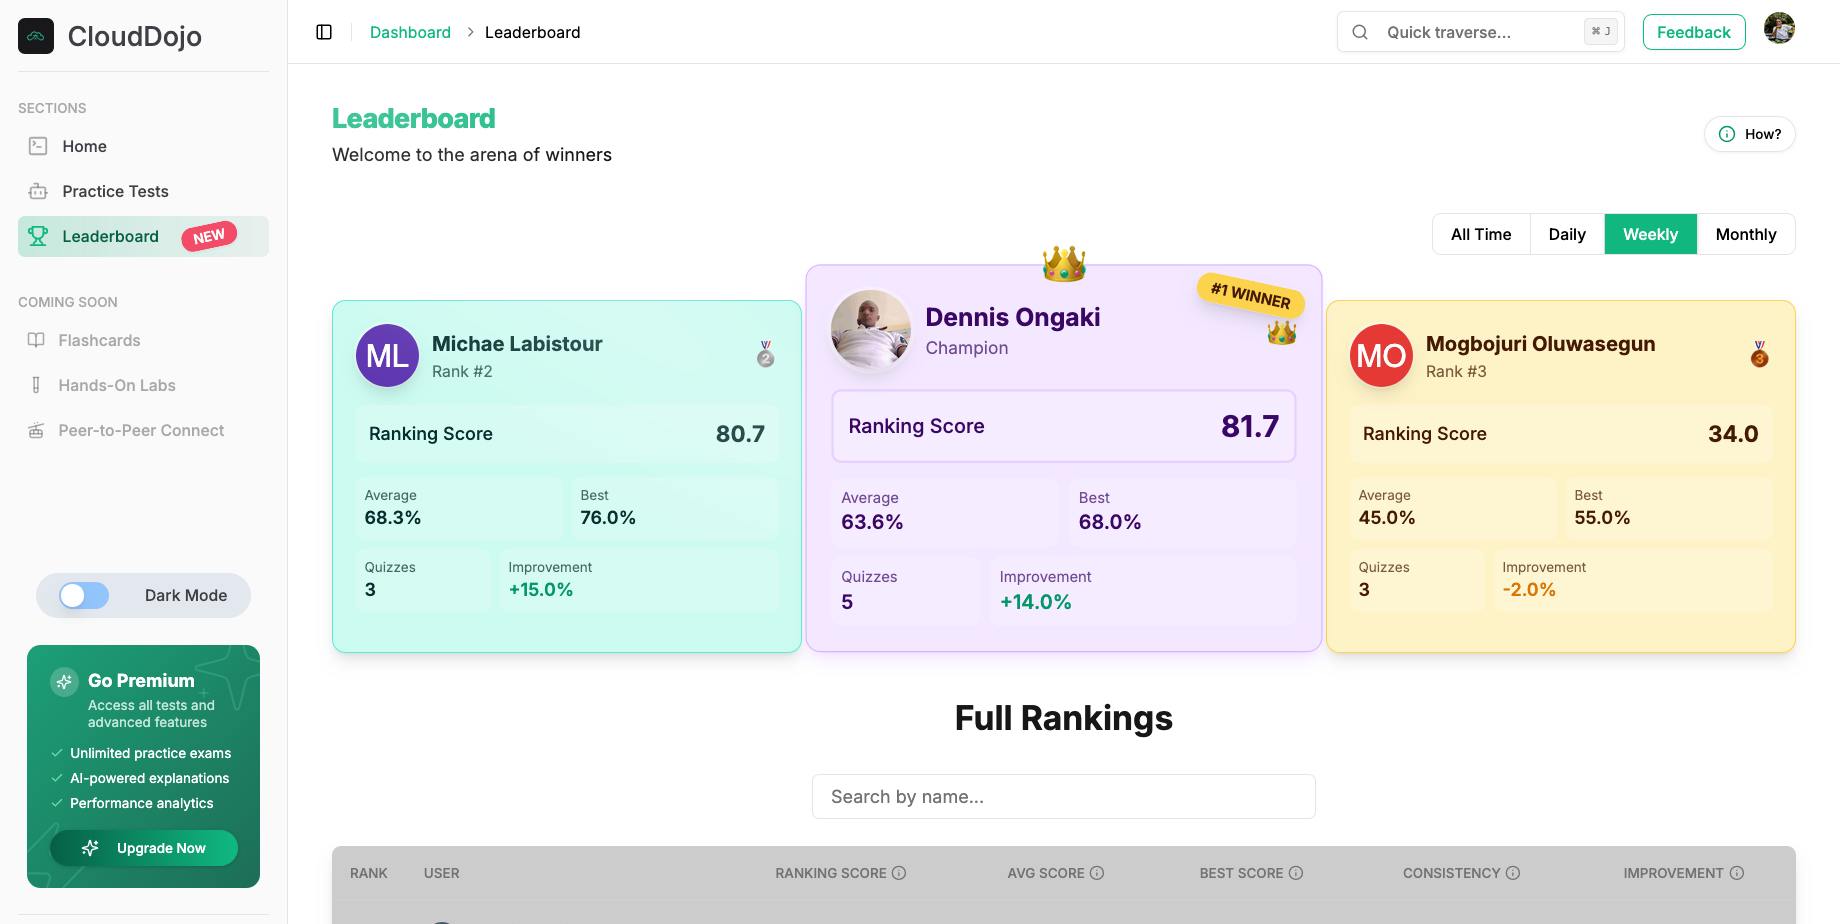 CloudDojo
SECTIONS
Home
Practice Tests
Leaderboard NEW
COMING SOON
Flashcards
Hands-On Labs
Peer-to-Peer Connect
Dark Mode
Go Premium
Access all tests and
advanced features
Unlimited practice exams
AI-powered explanations
Performance analytics
Upgrade Now
Dashboard > Leaderboard
Quick traverse... ⌘ J
Feedback
Leaderboard
Welcome to the arena of winners
How?
All Time Daily Weekly Monthly
ML
Michae Labistour
Rank #2
2
Ranking Score 80.7
Average Best
68.3% 76.0%
Quizzes Improvement
3 +15.0%
#1 WINNER
Dennis Ongaki
Champion
Ranking Score 81.7
Average Best
63.6% 68.0%
Quizzes Improvement
5 +14.0%
MO
Mogbojuri Oluwasegun
Rank #3
3
Ranking Score 34.0
Average Best
45.0% 55.0%
Quizzes Improvement
3 -2.0%
Full Rankings
Search by name...
RANK USER RANKING SCORE AVG SCORE BEST SCORE CONSISTENCY IMPROVEMENT